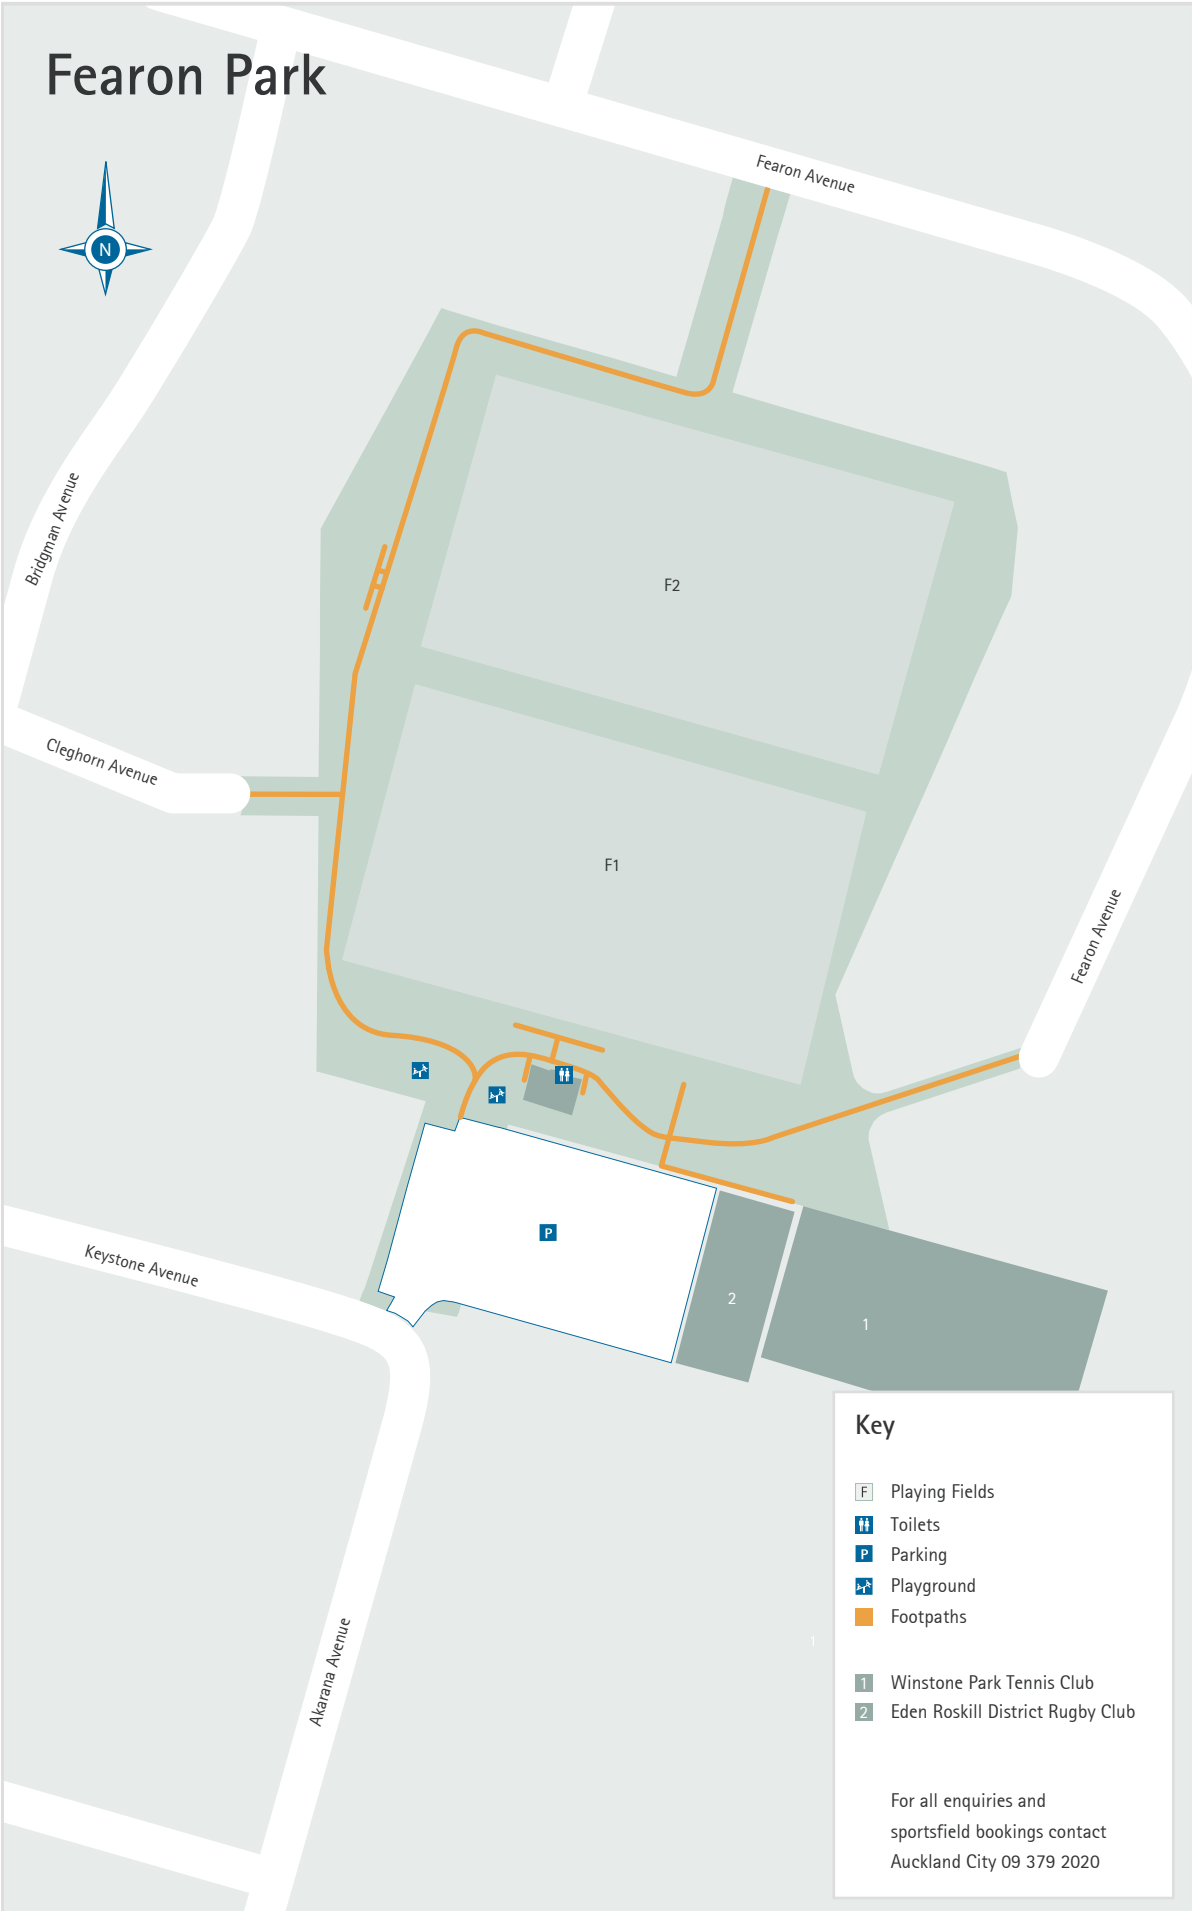 Fearon Park
Fearon Avenue
N
Bridgman Avenue
F2
Cleghorn Avenue
F1
Fearon Avenue
P
Keystone Avenue
2
1
Akarana Avenue
Key
F Playing Fields
Toilets
P Parking
Playground
Footpaths
1
1 Winstone Park Tennis Club
2 Eden Roskill District Rugby Club
For all enquiries and
sportsfield bookings contact
Auckland City 09 379 2020